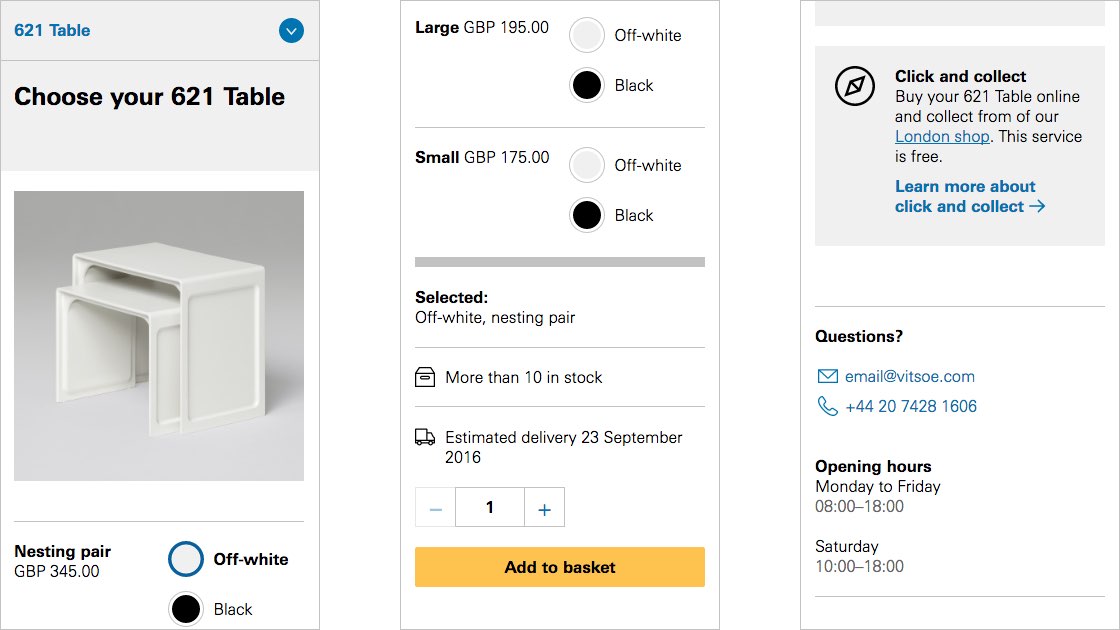 621 Table
Choose your 621 Table
Nesting pair
GBP 345.00
Off-white
Black
Large GBP 195.00
Off-white
Black
Small GBP 175.00
Off-white
Black
Selected:
Off-white, nesting pair
More than 10 in stock
Estimated delivery 23 September
2016
− 1 +
Add to basket
Click and collect
Buy your 621 Table online
and collect from of our
London shop. This service
is free.
Learn more about
click and collect →
Questions?
email@vitsoe.com
+44 20 7428 1606
Opening hours
Monday to Friday
08:00–18:00
Saturday
10:00–18:00